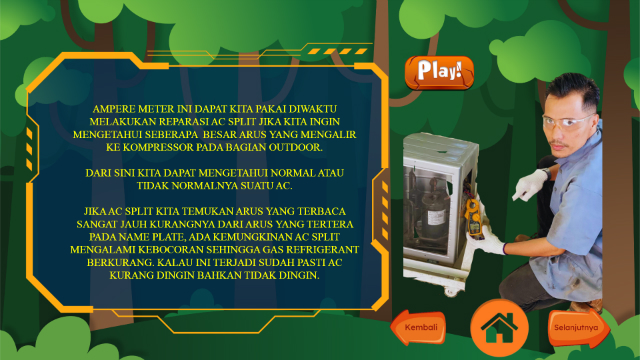 AMPERE METER INI DAPAT KITA PAKAI DIWAKTU
MELAKUKAN REPARASI AC SPLIT JIKA KITA INGIN
MENGETAHUI SEBERAPA BESAR ARUS YANG MENGALIR
KE KOMPRESSOR PADA BAGIAN OUTDOOR.
DARI SINI KITA DAPAT MENGETAHUI NORMAL ATAU
TIDAK NORMALNYA SUATU AC.
JIKA AC SPLIT KITA TEMUKAN ARUS YANG TERBACA
SANGAT JAUH KURANGNYA DARI ARUS YANG TERTERA
PADA NAME PLATE, ADA KEMUNGKINAN AC SPLIT
MENGALAMI KEBOCORAN SEHINGGA GAS REFRIGERANT
BERKURANG. KALAU INI TERJADI SUDAH PASTI AC
KURANG DINGIN BAHKAN TIDAK DINGIN.
Play!
Kembali
Selanjutnya